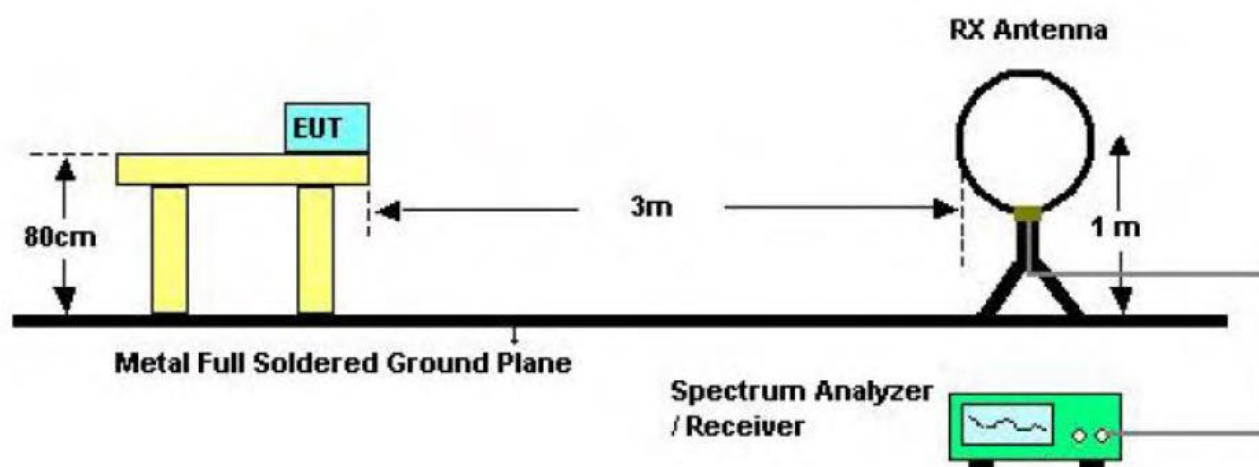 RX Antenna
EUT
80cm
3m
1 m
Metal Full Soldered Ground Plane
Spectrum Analyzer
/ Receiver